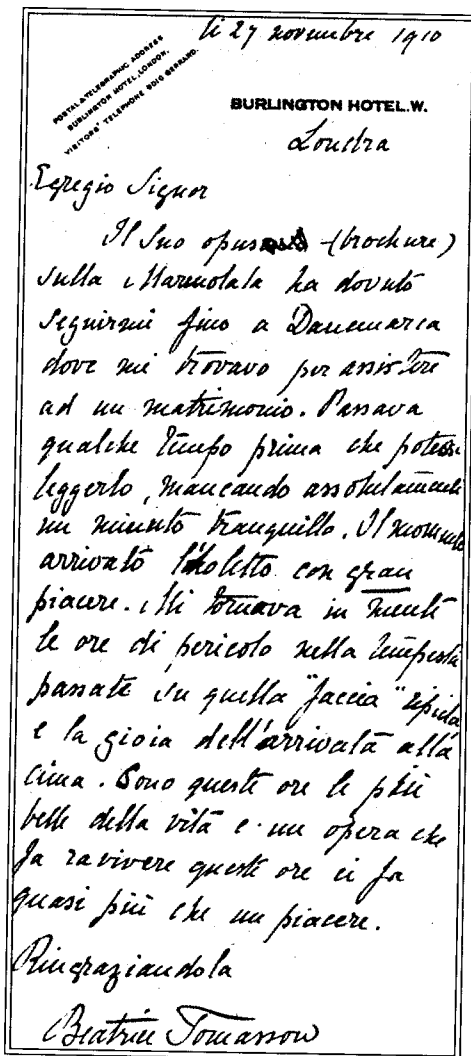 li 27 novembre 1910
POSTAL & TELEGRAPHIC ADDRESS
BURLINGTON HOTEL, LONDON.
VISITORS' TELEPHONE 8015 GERRARD.
BURLINGTON HOTEL.W.
Londra
Egregio Signor
Il Suo (brochure)
sulla Marmolata ha dovuto
seguirmi fino a Danemarca
dove mi trovavo per assistere
ad un matrimonio. Passava
qualche tempo prima che potessi
leggerlo, mancando assolutamente
un minuto tranquillo. Il momento
arrivato l'ho letto con gran
piacere. Mi tornava in mente
le ore di pericolo nella tempesta
passate su quella "faccia" ripida
e la gioia dell'arrivata alla
cima. Sono queste ore le più
belle della vita e un opera che
fa ravivere queste ore ci fa
quasi più che un piacere.
Ringraziandola
Beatrice Tomasson